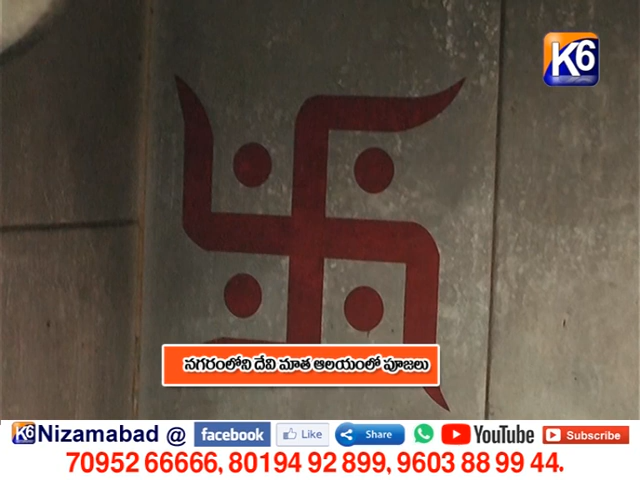 K6
నగరంలోని దేవి మాత ఆలయంలో పూజలు
K6 Nizamabad @ facebook Like Share YouTube Subscribe
70952 66666, 80194 92 899, 9603 88 99 44.